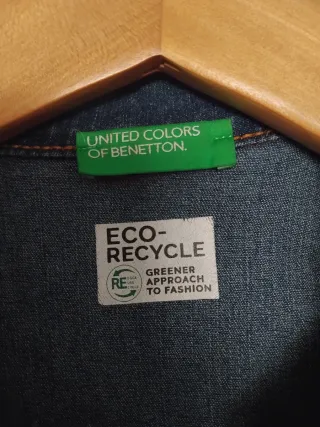 UNITED COLORS
OF BENETTON.
ECO-
RECYCLE
RE
GREENER
APPROACH
TO FASHION